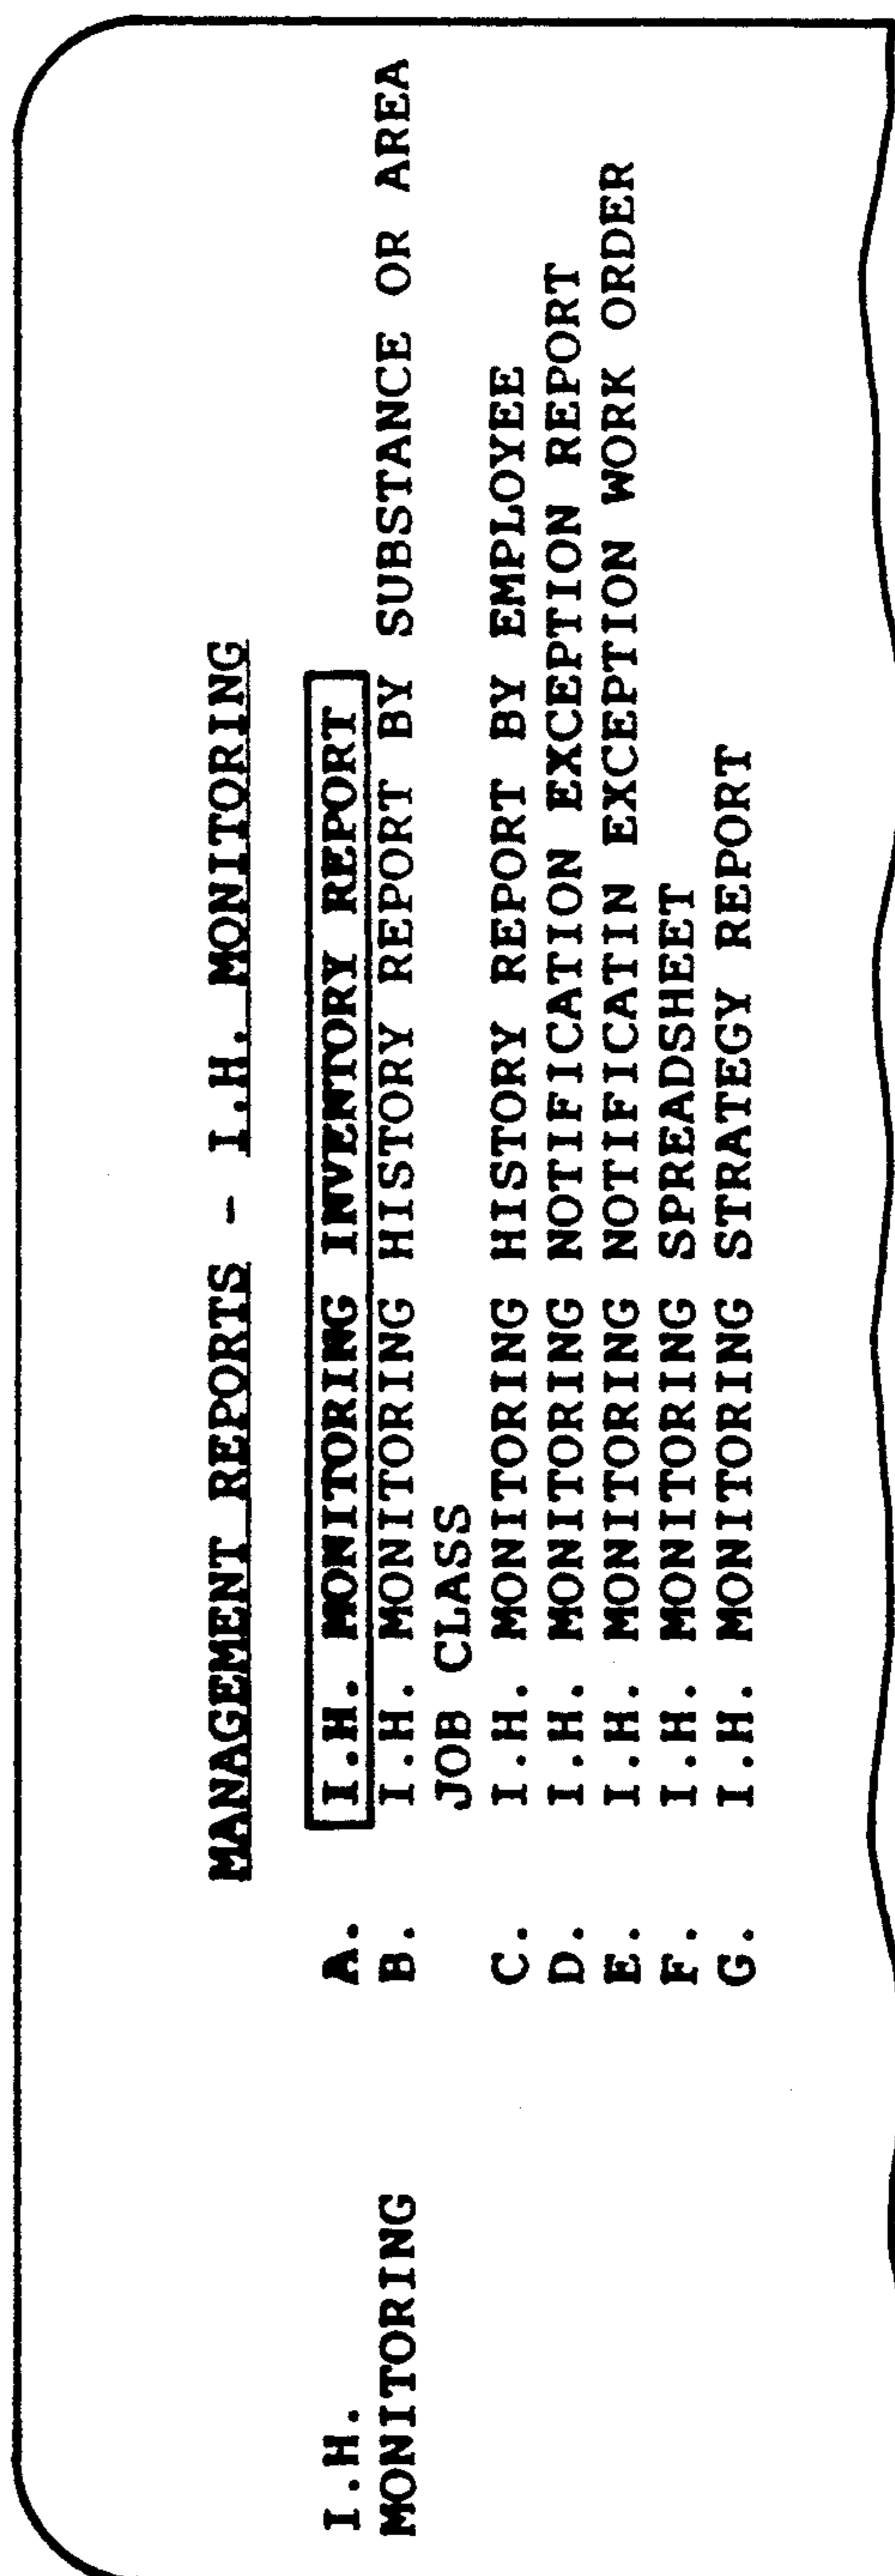 MANAGEMENT REPORTS - I.H. MONITORING
I.H. A. I.H. MONITORING INVENTORY REPORT
MONITORING B. I.H. MONITORING HISTORY REPORT BY SUBSTANCE OR AREA
JOB CLASS
C. I.H. MONITORING HISTORY REPORT BY EMPLOYEE
D. I.H. MONITORING NOTIFICATION EXCEPTION REPORT
E. I.H. MONITORING NOTIFICATIN EXCEPTION WORK ORDER
F. I.H. MONITORING SPREADSHEET
G. I.H. MONITORING STRATEGY REPORT